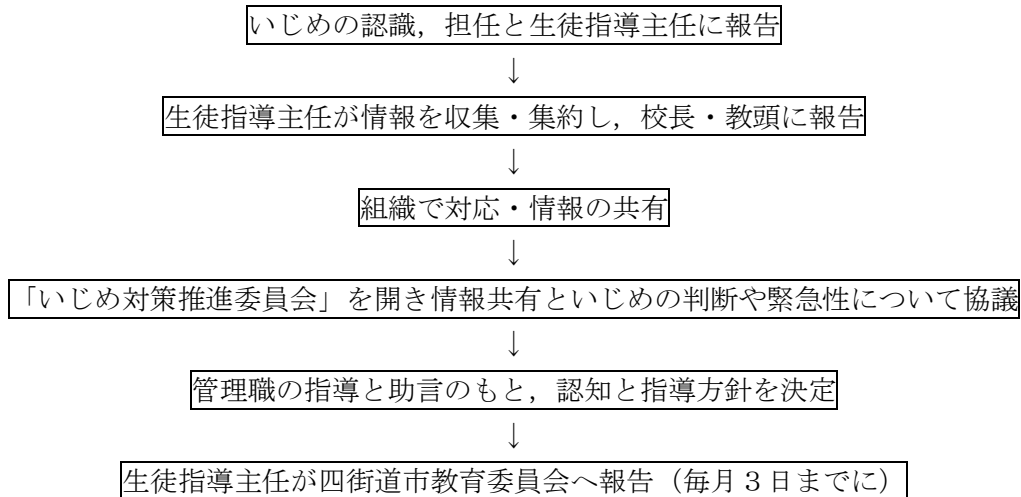 いじめの認識，担任と生徒指導主任に報告
↓
生徒指導主任が情報を収集・集約し，校長・教頭に報告
↓
組織で対応・情報の共有
↓
「いじめ対策推進委員会」を開き情報共有といじめの判断や緊急性について協議
↓
管理職の指導と助言のもと，認知と指導方針を決定
↓
生徒指導主任が四街道市教育委員会へ報告（毎月３日までに）